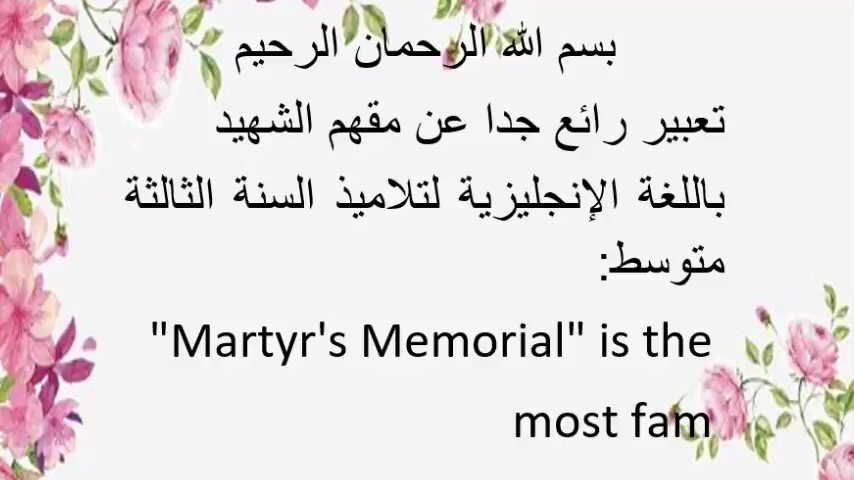 بسم الله الرحمان الرحيم
تعبير رائع جدا عن مقهم الشهيد
باللغة الإنجليزية لتلاميذ السنة الثالثة
متوسط:
"Martyr's Memorial" is the
most fam